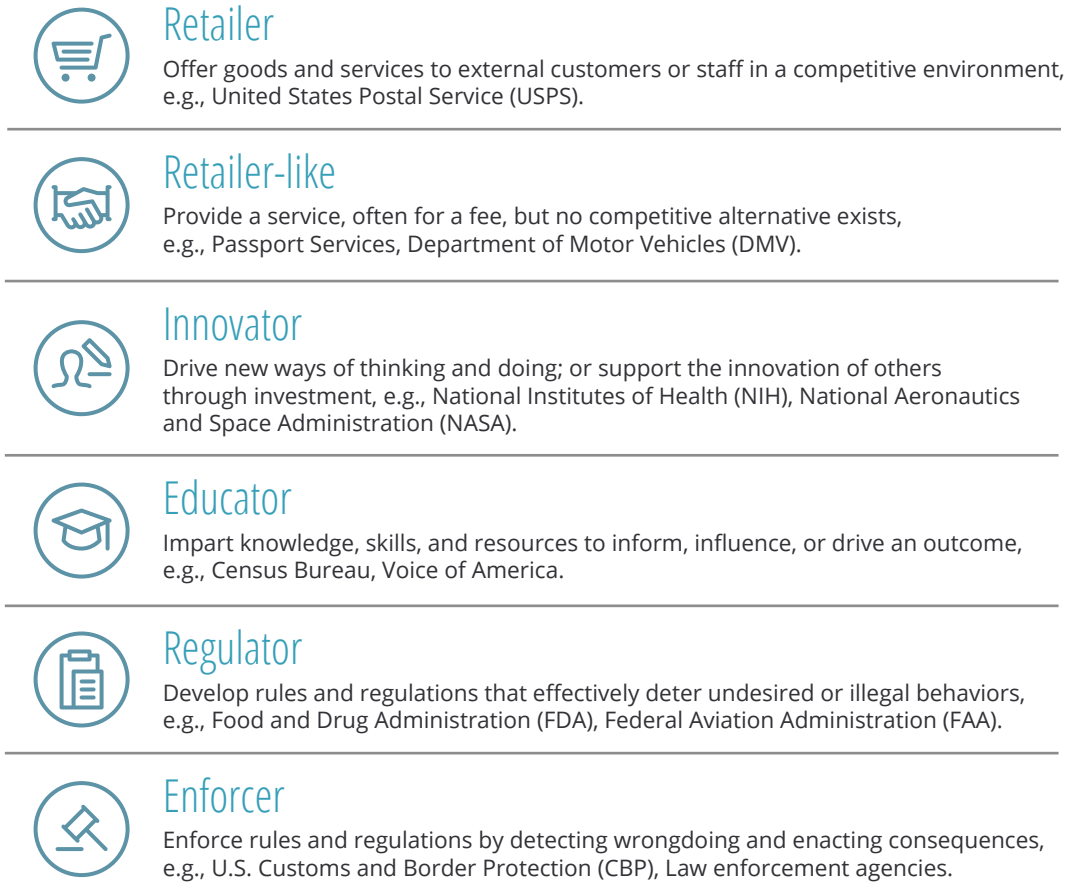 Retailer
Offer goods and services to external customers or staff in a competitive environment,
e.g., United States Postal Service (USPS).
Retailer-like
Provide a service, often for a fee, but no competitive alternative exists,
e.g., Passport Services, Department of Motor Vehicles (DMV).
Innovator
Drive new ways of thinking and doing; or support the innovation of others
through investment, e.g., National Institutes of Health (NIH), National Aeronautics
and Space Administration (NASA).
Educator
Impart knowledge, skills, and resources to inform, influence, or drive an outcome,
e.g., Census Bureau, Voice of America.
Regulator
Develop rules and regulations that effectively deter undesired or illegal behaviors,
e.g., Food and Drug Administration (FDA), Federal Aviation Administration (FAA).
Enforcer
Enforce rules and regulations by detecting wrongdoing and enacting consequences,
e.g., U.S. Customs and Border Protection (CBP), Law enforcement agencies.